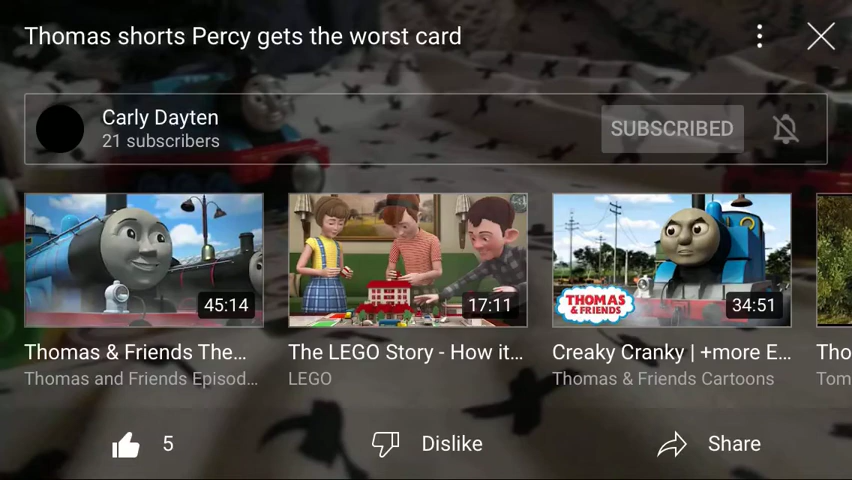 Thomas shorts Percy gets the worst card
Carly Dayten
21 subscribers
SUBSCRIBED
45:14
17:11
THOMAS
& FRIENDS
34:51
Thomas & Friends The...
The LEGO Story - How it...
Creaky Cranky | +more E...
Tho
Thomas and Friends Episod...
LEGO
Thomas & Friends Cartoons
Tom
5
Dislike
Share